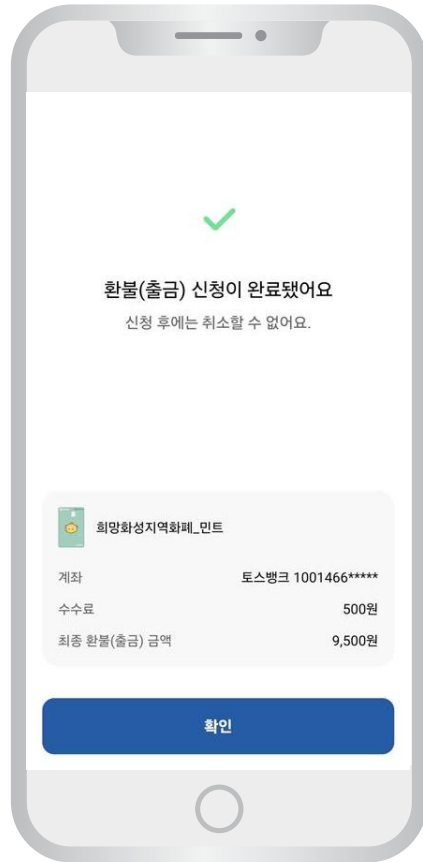 환불(출금) 신청이 완료됐어요
신청 후에는 취소할 수 없어요.
희망화성지역화폐_민트
계좌 토스뱅크 1001466*****
수수료 500원
최종 환불(출금) 금액 9,500원
확인